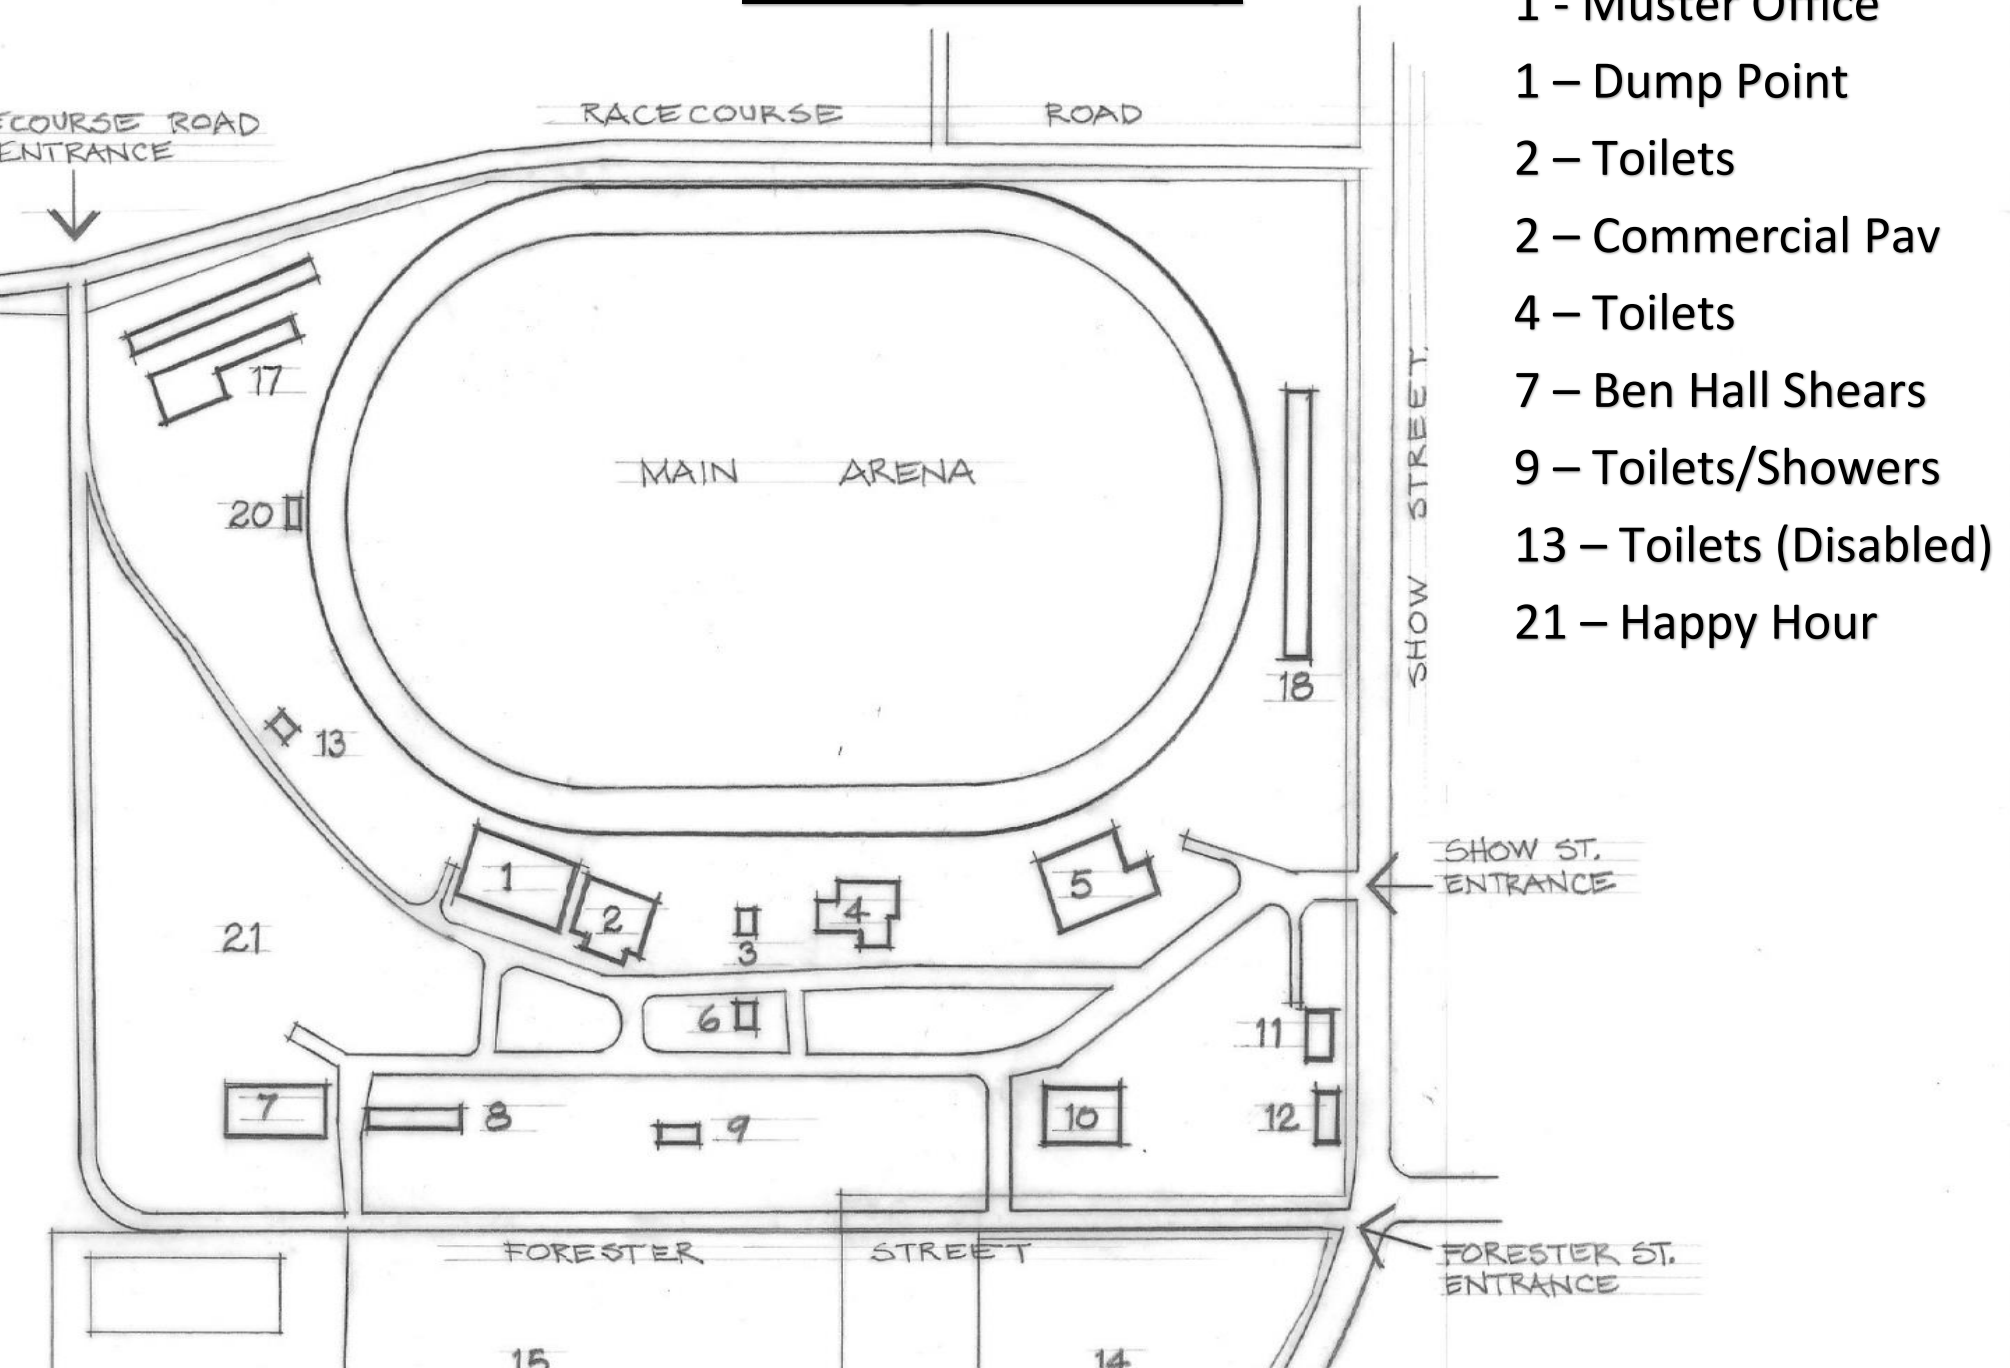 1 - Muster Office
1 – Dump Point
2 – Toilets
2 – Commercial Pav
4 – Toilets
7 – Ben Hall Shears
9 – Toilets/Showers
13 – Toilets (Disabled)
21 – Happy Hour
ECOURSE ROAD
ENTRANCE
RACECOURSE ROAD
17
20
MAIN ARENA
SHOW STREET.
18
13
1
2
3
4
5
SHOW ST.
ENTRANCE
21
6
11
7
8
9
10
12
FORESTER STREET
FORESTER ST.
ENTRANCE
15
14